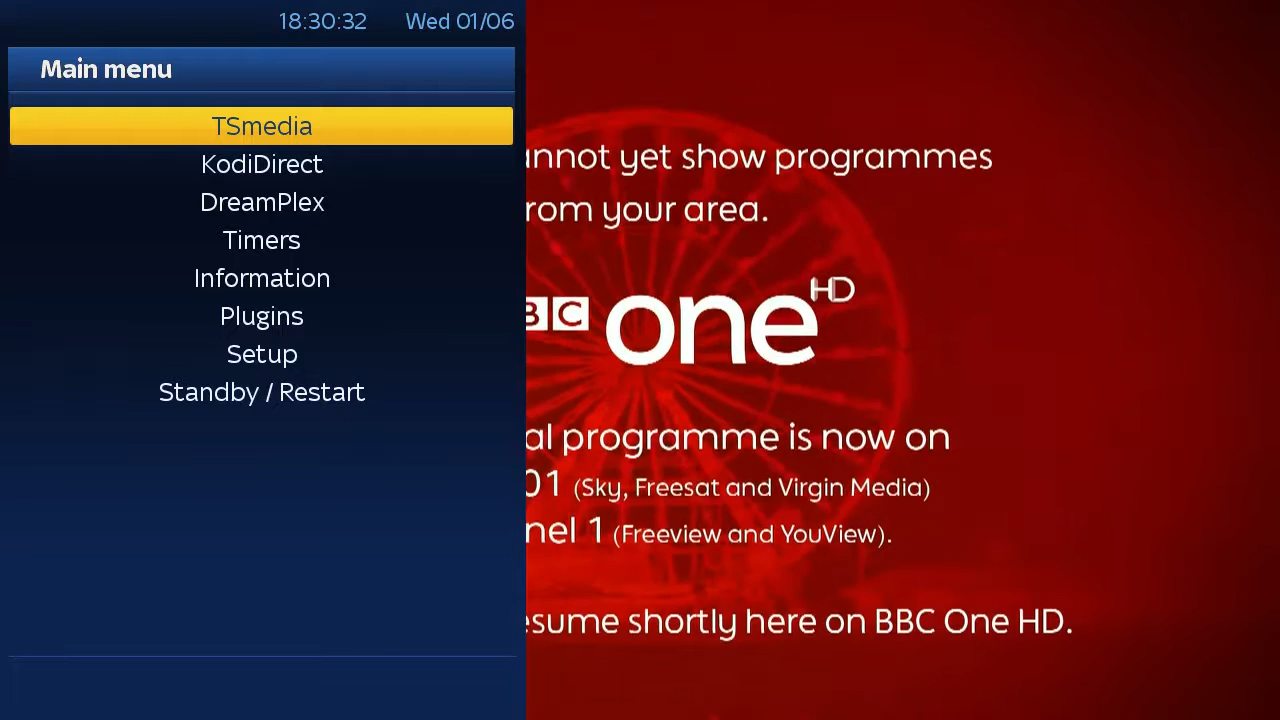 18:30:32 Wed 01/06
Main menu
TSmedia
KodiDirect
DreamPlex
Timers
Information
Plugins
Setup
Standby / Restart
annot yet show programmes
rom your area.
BBC one HD
al programme is now on
01 (Sky, Freesat and Virgin Media)
nel 1 (Freeview and YouView).
esume shortly here on BBC One HD.